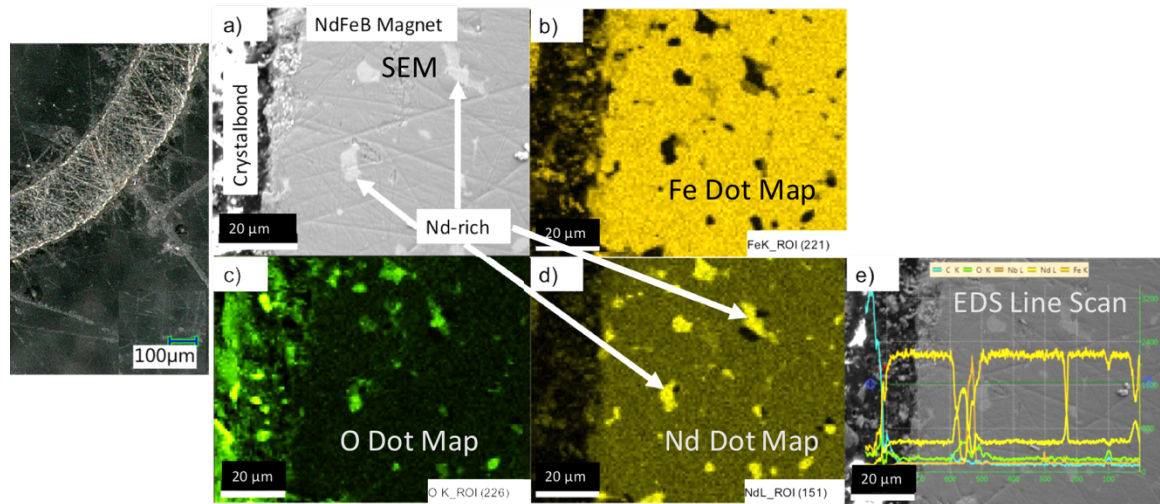 100µm
a)
NdFeB Magnet
SEM
Crystalbond
20 µm
Nd-rich
b)
Fe Dot Map
20 µm
FeK_ROI (221)
c)
O Dot Map
20 µm
O K_ROI (226)
d)
Nd Dot Map
20 µm
NdL_ROI (151)
e)
C K O K Nb L Nd L Fe K
EDS Line Scan
20 µm